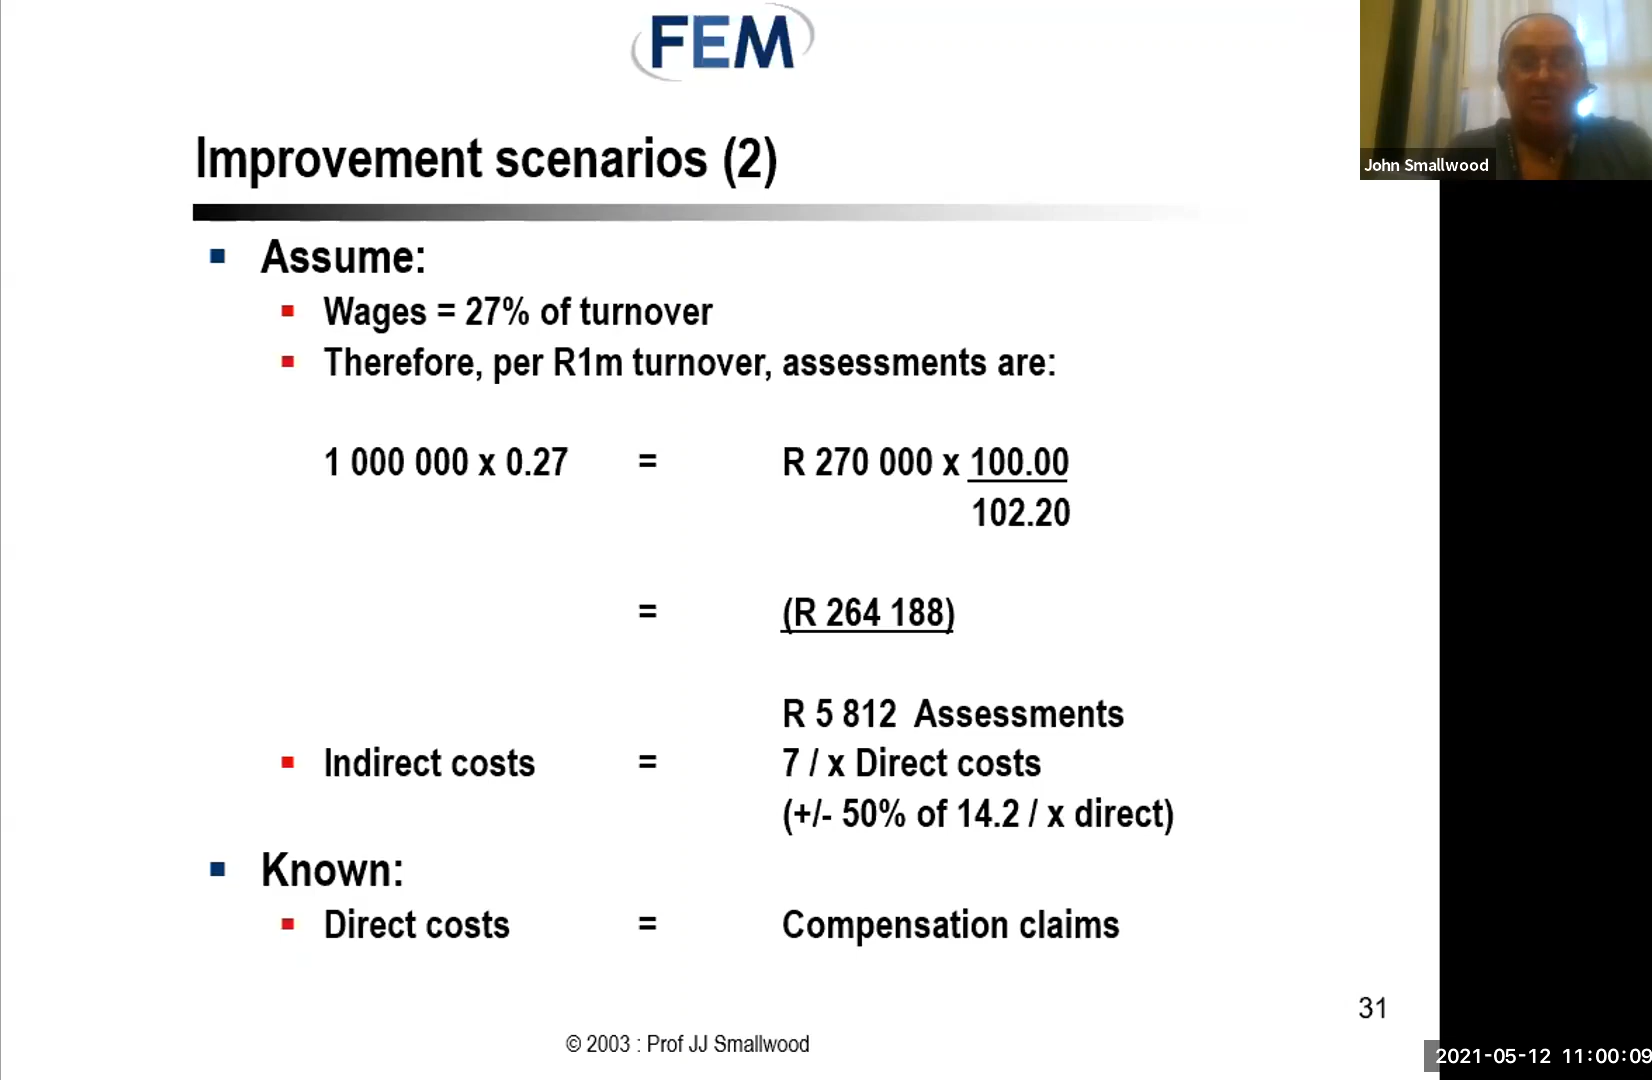 FEM
John Smallwood
Improvement scenarios (2)
Assume:
Wages = 27% of turnover
Therefore, per R1m turnover, assessments are:
1 000 000 x 0.27 = R 270 000 x 100.00
102.20
= (R 264 188)
R 5 812 Assessments
Indirect costs = 7 / x Direct costs
(+/- 50% of 14.2 / x direct)
Known:
Direct costs = Compensation claims
31
© 2003 : Prof JJ Smallwood
2021-05-12 11:00:09